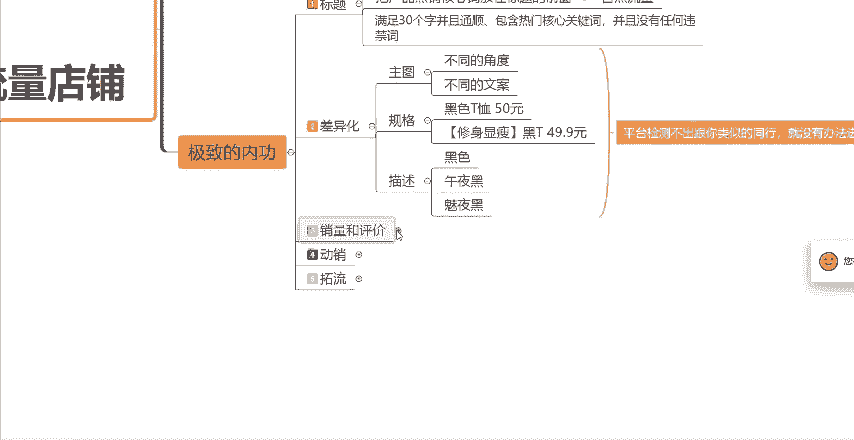 标题
满足30个字并且通顺、包含热门核心关键词，并且没有任何违
禁词
流量店铺
不同的角度
主图
不同的文案
黑色T恤 50元
规格
2 差异化
【修身显瘦】黑T 49.9元
平台检测不出跟你类似的同行，就没有办法进
极致的内功
黑色
描述
午夜黑
魅夜黑
3 销量和评价
4 动销
5 拓流
您